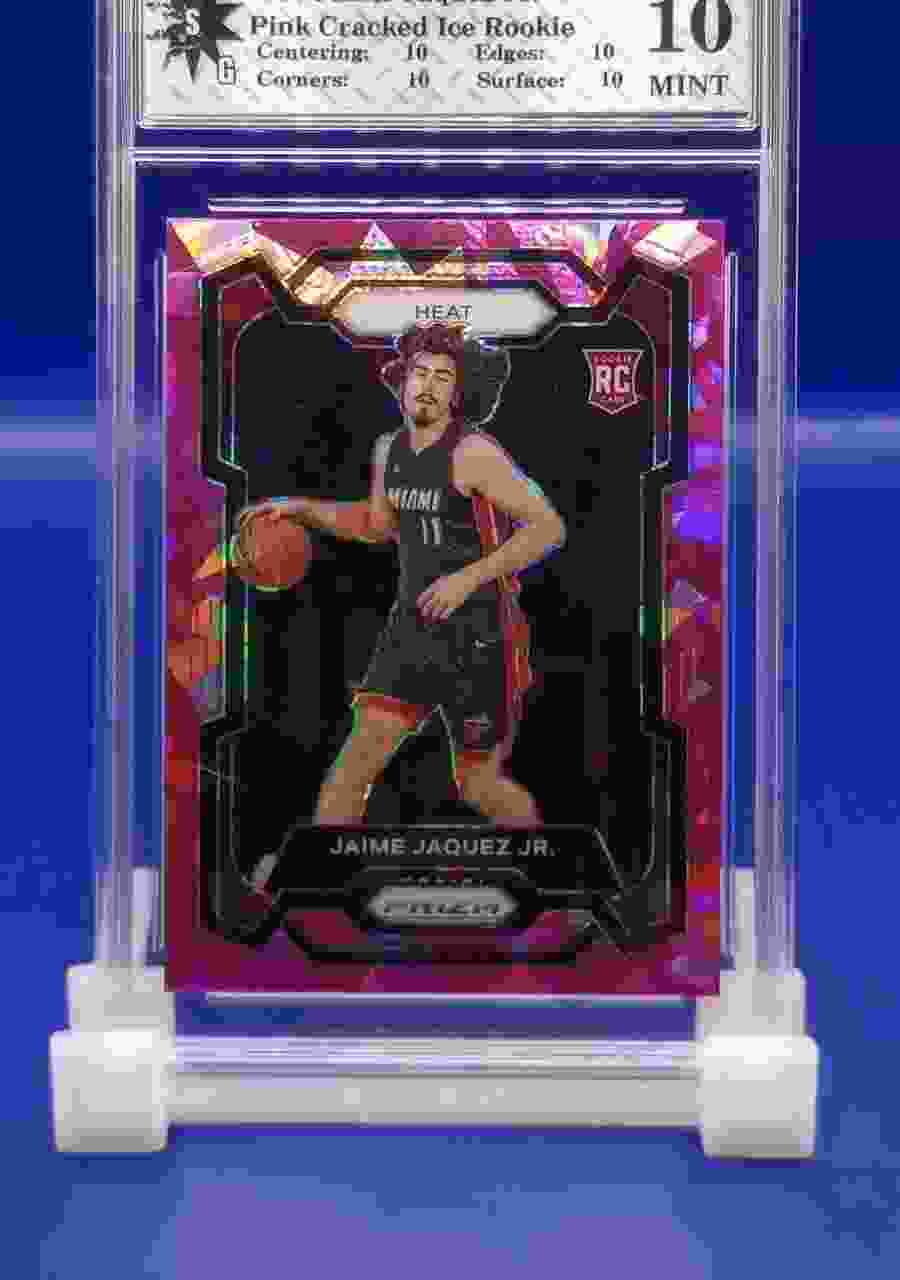 S
G
Pink Cracked Ice Rookie
Centering: 10 Edges: 10
Corners: 10 Surface: 10
10
MINT
HEAT
ROOKIE
RC
CARD
MIAMI
11
JAIME JAQUEZ JR.
PRIZM